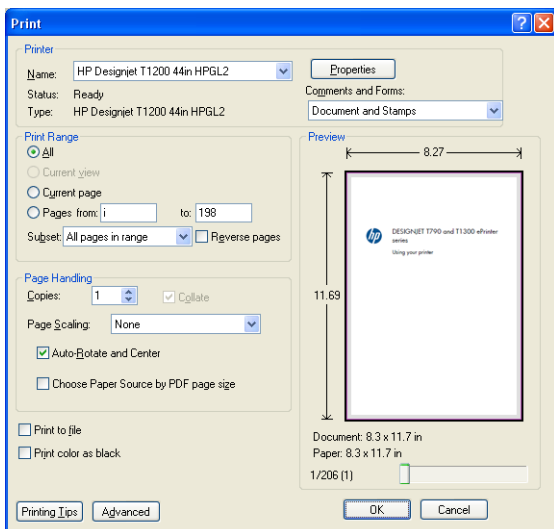 Print
Printer
Name: HP Designjet T1200 44in HPGL2 Properties
Status: Ready Comments and Forms:
Type: HP Designjet T1200 44in HPGL2 Document and Stamps
Print Range
All
Current view
Current page
Pages from: i to: 198
Subset: All pages in range Reverse pages
Page Handling
Copies: 1 Collate
Page Scaling: None
Auto-Rotate and Center
Choose Paper Source by PDF page size
Print to file
Print color as black
Printing Tips Advanced
Preview
8.27
11.69
hp
DESIGNJET T790 and T1300 ePrinter
series
Using your printer
Document: 8.3 x 11.7 in
Paper: 8.3 x 11.7 in
1/206 (1)
OK Cancel